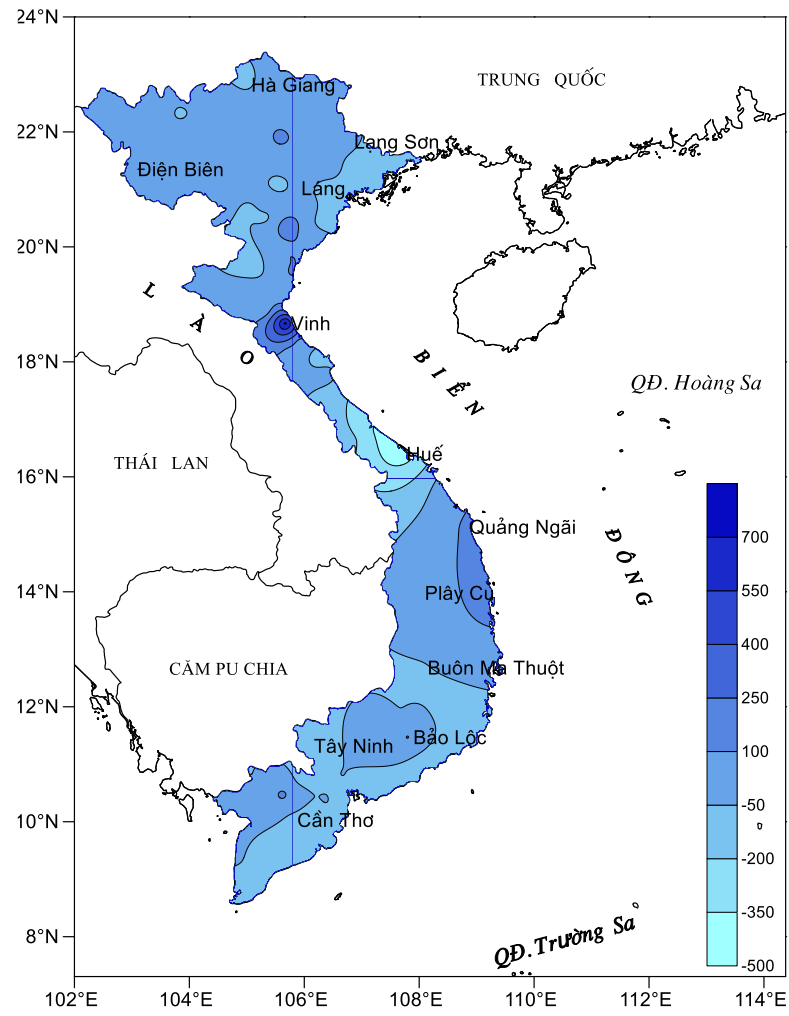 24°N
TRUNG QUỐC
Hà Giang
22°N
Lạng Sơn
Điện Biên
Láng
20°N
LÀO
Vinh
18°N
BIỂN
QĐ. Hoàng Sa
THÁI LAN
Huế
16°N
Quảng Ngãi
ĐÔNG
700
14°N
Plây Cu
550
400
CĂM PU CHIA
Buôn Ma Thuột
250
12°N
Bảo Lộc
Tây Ninh
100
-50
10°N
Cần Thơ
-200
-350
8°N
QĐ. Trường Sa
-500
102°E 104°E 106°E 108°E 110°E 112°E 114°E